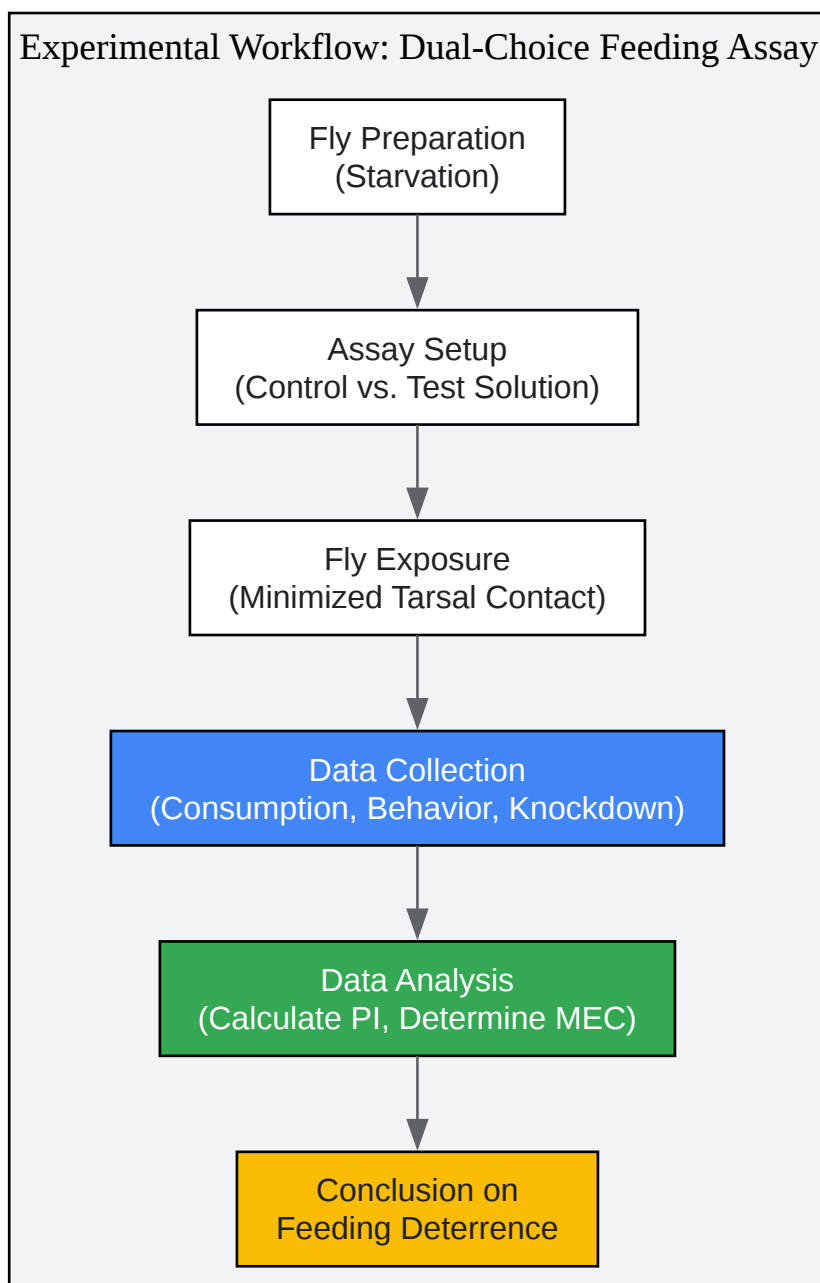 Experimental Workflow: Dual-Choice Feeding Assay
Fly Preparation
(Starvation)
Assay Setup
(Control vs. Test Solution)
Fly Exposure
(Minimized Tarsal Contact)
Data Collection
(Consumption, Behavior, Knockdown)
Data Analysis
(Calculate PI, Determine MEC)
Conclusion on
Feeding Deterrence